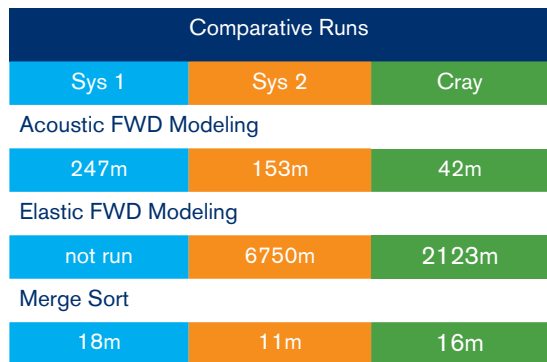 Comparative Runs
Sys 1 Sys 2 Cray
Acoustic FWD Modeling
247m 153m 42m
Elastic FWD Modeling
not run 6750m 2123m
Merge Sort
18m 11m 16m